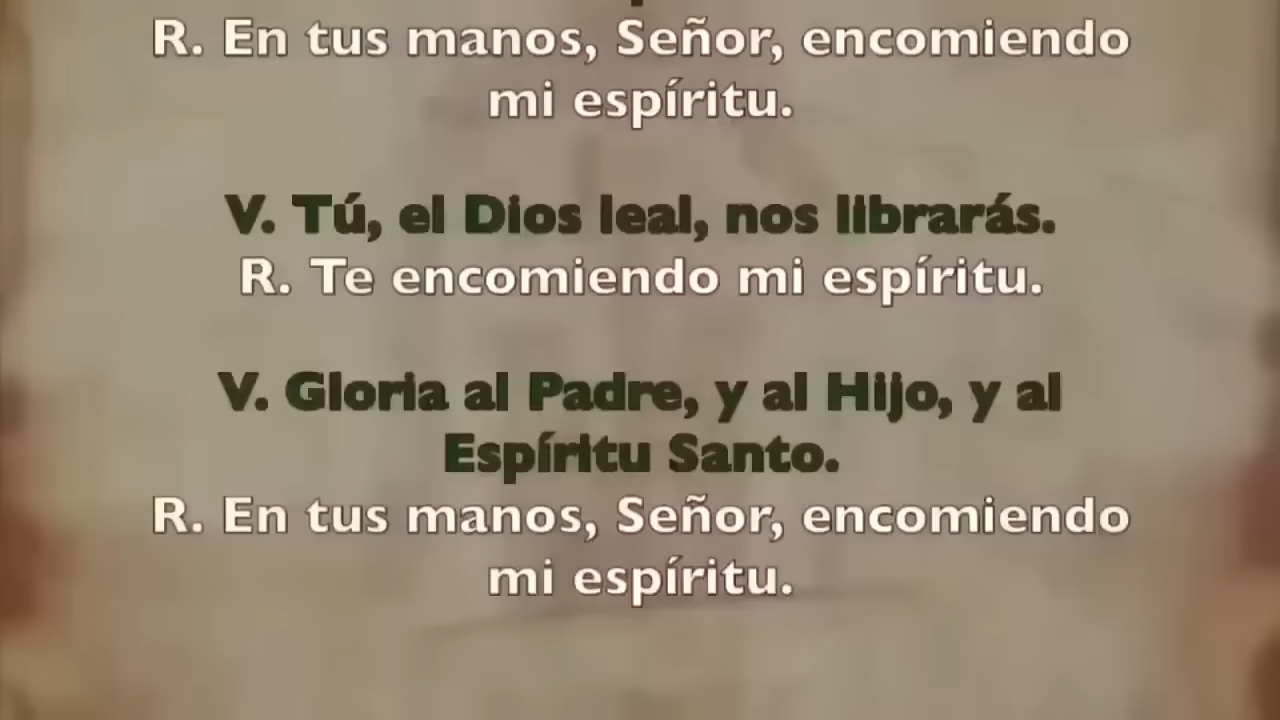 R. En tus manos, Señor, encomiendo
mi espíritu.
V. Tú, el Dios leal, nos librarás.
R. Te encomiendo mi espíritu.
V. Gloria al Padre, y al Hijo, y al
Espíritu Santo.
R. En tus manos, Señor, encomiendo
mi espíritu.